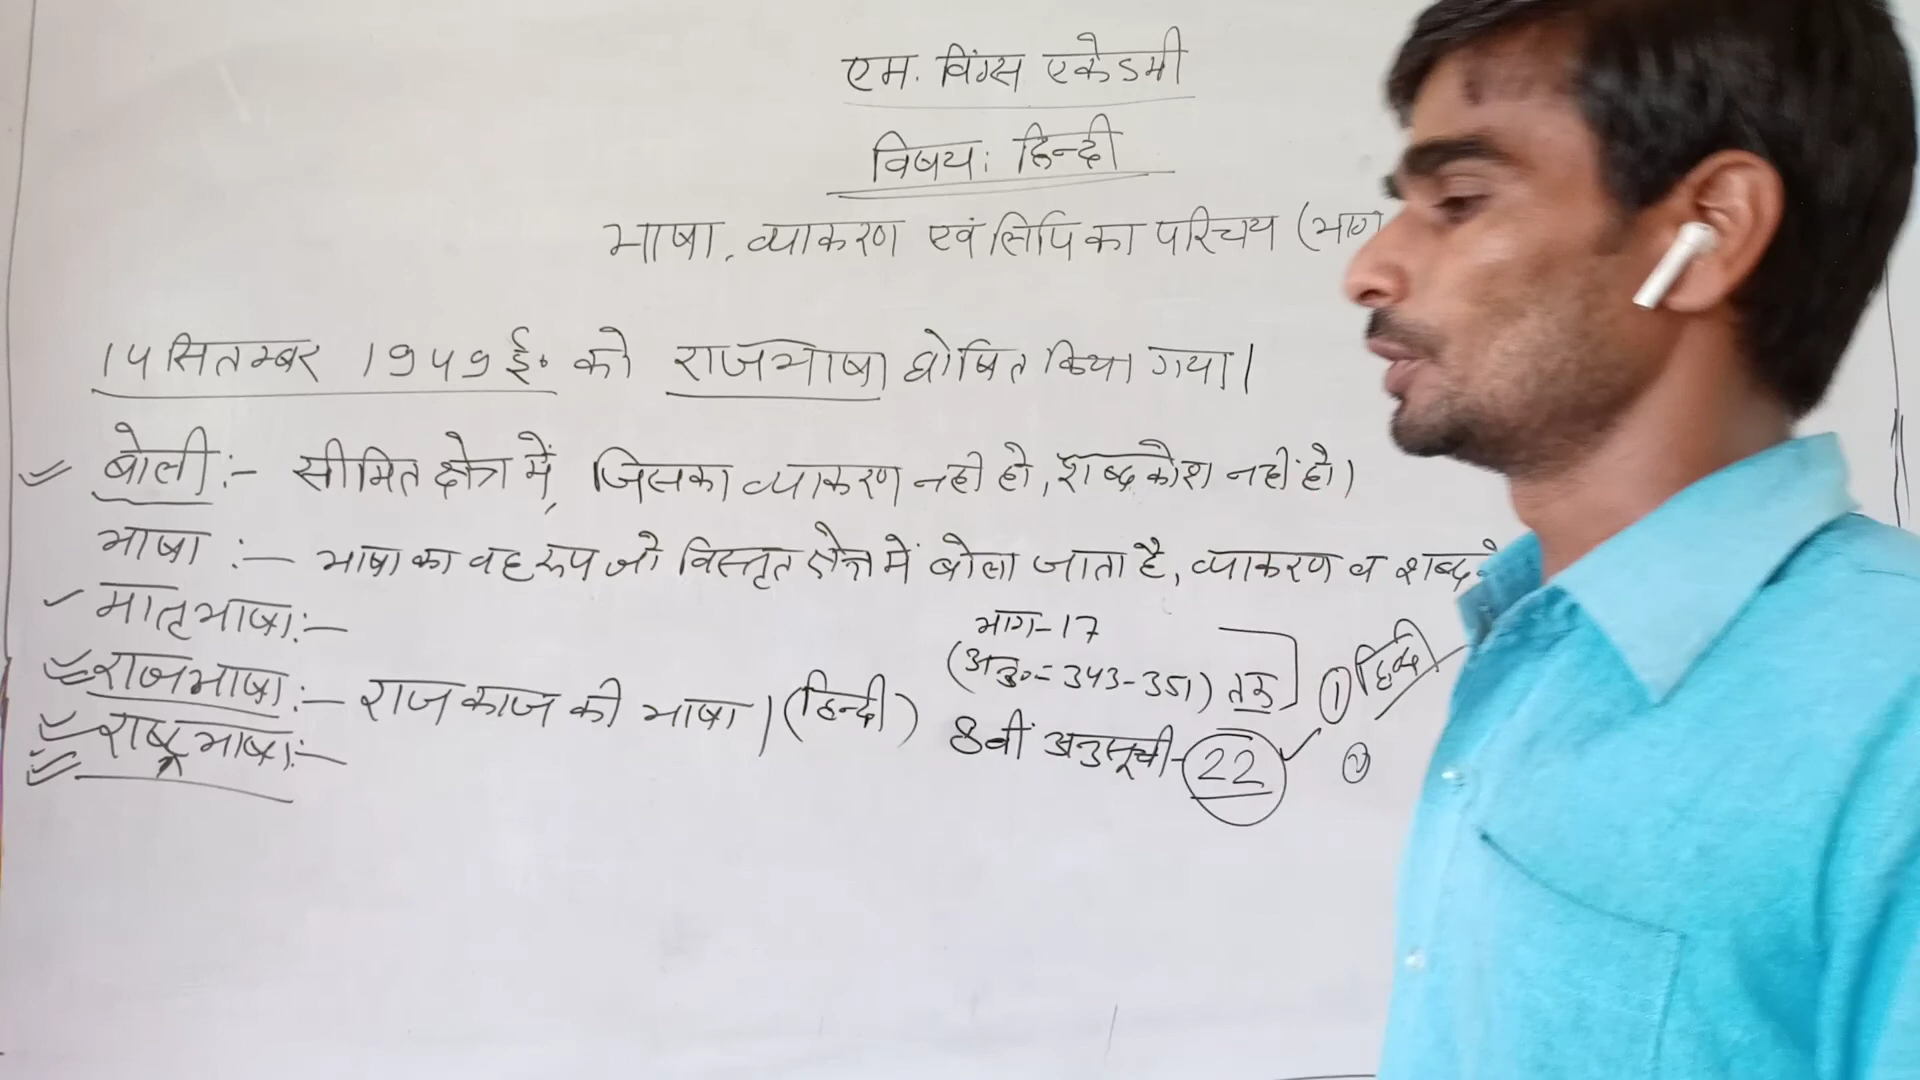 एम. विंग्स एकेडमी
विषय: हिन्दी
भाषा, व्याकरण एवं लिपि का परिचय (भाग
14 सितम्बर 1949 ई० को राजभाषा घोषित किया गया।
बोली :- सीमित क्षेत्र में, जिसका व्याकरण नही हो, शब्दकोश नहीं हो।
भाषा :- भाषा का वह रूप जो विस्तृत क्षेत्र में बोला जाता है, व्याकरण व शब्द
मातृभाषा :-
भाग-17
(अनु०=343-351) तक
राजभाषा :- राजकाज की भाषा। (हिन्दी)
① हिन्दी
राष्ट्रभाषा :-
8वीं अनुसूची-22
②